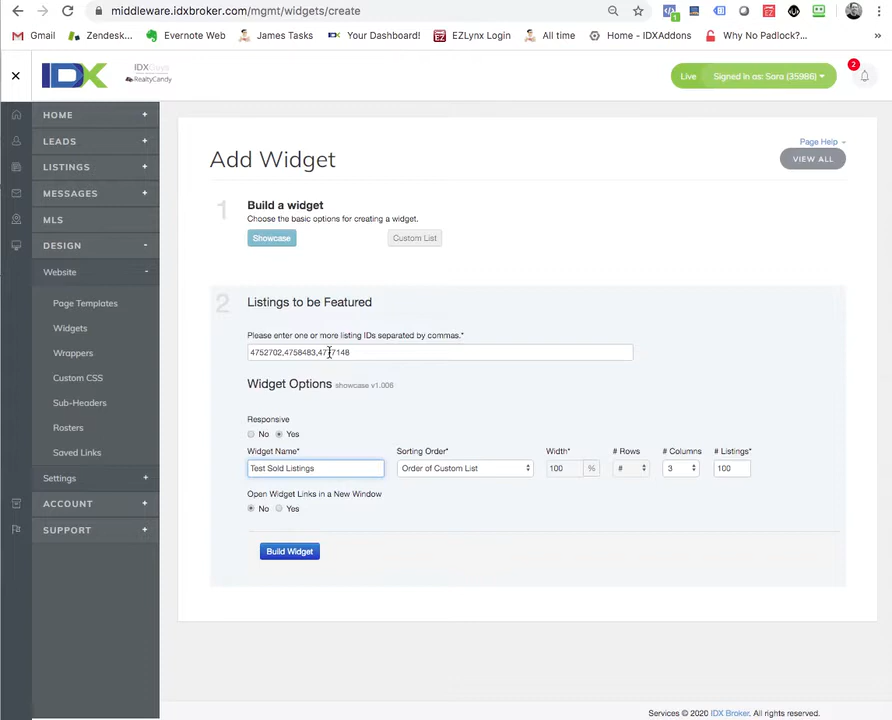 middleware.idxbroker.com/mgmt/widgets/create
Gmail
Zendesk...
Evernote Web
James Tasks
Your Dashboard!
EZLynx Login
All time
Home - IDXAddons
Why No Padlock?...
IDX
RealtyCandy
Live
Signed in as: Sara (35986)
2
HOME +
LEADS +
LISTINGS +
MESSAGES +
MLS
DESIGN -
Website -
Page Templates
Widgets
Wrappers
Custom CSS
Sub-Headers
Rosters
Saved Links
Settings +
ACCOUNT +
SUPPORT +
Page Help
Add Widget
VIEW ALL
1
Build a widget
Choose the basic options for creating a widget.
Showcase
Custom List
2
Listings to be Featured
Please enter one or more listing IDs separated by commas.*
4752702,4758483,4777148
Widget Options showcase v1.006
Responsive
No Yes
Widget Name* Sorting Order* Width* # Rows # Columns # Listings*
Test Sold Listings Order of Custom List 100 % # 3 100
Open Widget Links in a New Window
No Yes
Build Widget
Services © 2020 IDX Broker. All rights reserved.